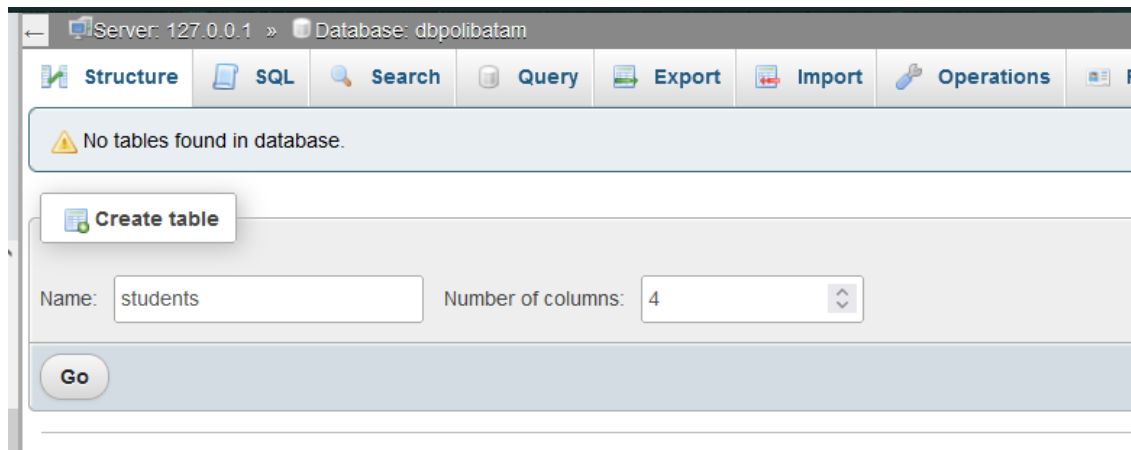 ← Server: 127.0.0.1 » Database: dbpolibatam
Structure SQL Search Query Export Import Operations
No tables found in database.
Create table
Name: students Number of columns: 4
Go